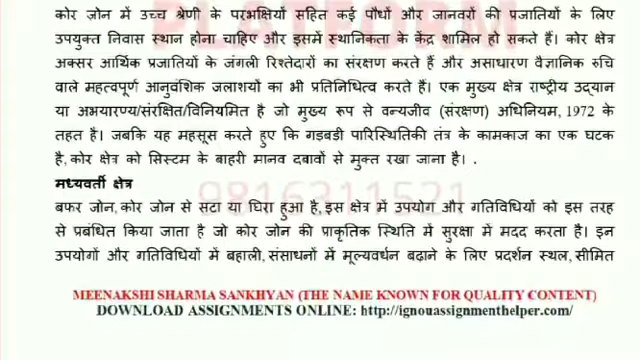 कोर जोन में उच्च श्रेणी के परभक्षियों सहित कई पौधों और जानवरों की प्रजातियों के लिए
उपयुक्त निवास स्थान होना चाहिए और इसमें स्थानिकता के केंद्र शामिल हो सकते हैं। कोर क्षेत्र
अक्सर आर्थिक प्रजातियों के जंगली रिश्तेदारों का संरक्षण करते हैं और असाधारण वैज्ञानिक रुचि
वाले महत्वपूर्ण आनुवंशिक जलाशयों का भी प्रतिनिधित्व करते हैं। एक मुख्य क्षेत्र राष्ट्रीय उद्यान
या अभयारण्य/संरक्षित/विनियमित है जो मुख्य रूप से वन्यजीव (संरक्षण) अधिनियम, 1972 के
तहत है। जबकि यह महसूस करते हुए कि गड़बड़ी पारिस्थितिकी तंत्र के कामकाज का एक घटक
है, कोर क्षेत्र को सिस्टम के बाहरी मानव दबावों से मुक्त रखा जाना है। .
मध्यवर्ती क्षेत्र
बफर जोन, कोर जोन से सटा या घिरा हुआ है, इस क्षेत्र में उपयोग और गतिविधियों को इस तरह
से प्रबंधित किया जाता है जो कोर जोन की प्राकृतिक स्थिति में सुरक्षा में मदद करता है। इन
उपयोगों और गतिविधियों में बहाली, संसाधनों में मूल्यवर्धन बढ़ाने के लिए प्रदर्शन स्थल, सीमित
MEENAKSHI SHARMA SANKHYAN (THE NAME KNOWN FOR QUALITY CONTENT)
DOWNLOAD ASSIGNMENTS ONLINE: http://ignouassignmenthelper.com/
PLATFORM
9816311521